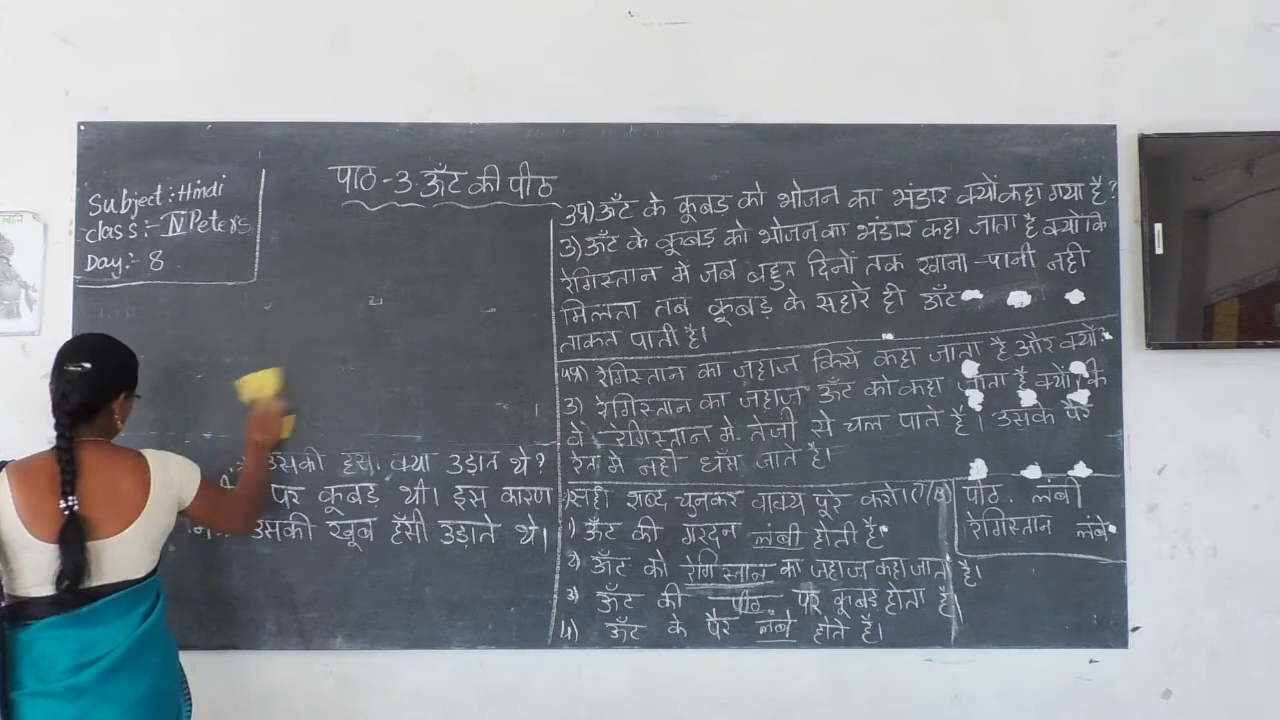 Subject:-Hindi
Class:- IV Peters
Day:- 8
पाठ-3 ऊँट की पीठ
उसकी हँसी क्या उड़ाते थे?
पर कूबड़ थी। इस कारण
उसकी खूब हँसी उड़ाते थे।
3प्र) ऊँट के कूबड़ को भोजन का भंडार क्यों कहा गया है?
उ) ऊँट के कूबड़ को भोजन का भंडार कहा जाता है क्योंकि
रेगिस्तान में जब बहुत दिनों तक खाना-पानी नही
मिलता तब कूबड़ के सहारे ही ऊँट
ताकत पाती है।
4प्र) रेगिस्तान का जहाज किसे कहा जाता है और क्यों?
उ) रेगिस्तान का जहाज ऊँट को कहा जाता है क्यों कि
वे रेगिस्तान मे तेजी से चल पाते है। उसके पैर
रेत मे नही धँस जाते है।
सही शब्द चुनकर वाक्य पूरे करो।
1) ऊँट की गरदन लंबी होती है
2) ऊँट को रेगिस्तान का जहाज कहा जाता है।
3) ऊँट की पीठ पर कूबड़ होता है
4) ऊँट के पैर लंबे होते है।
पीठ. लंबी
रेगिस्तान लंबे